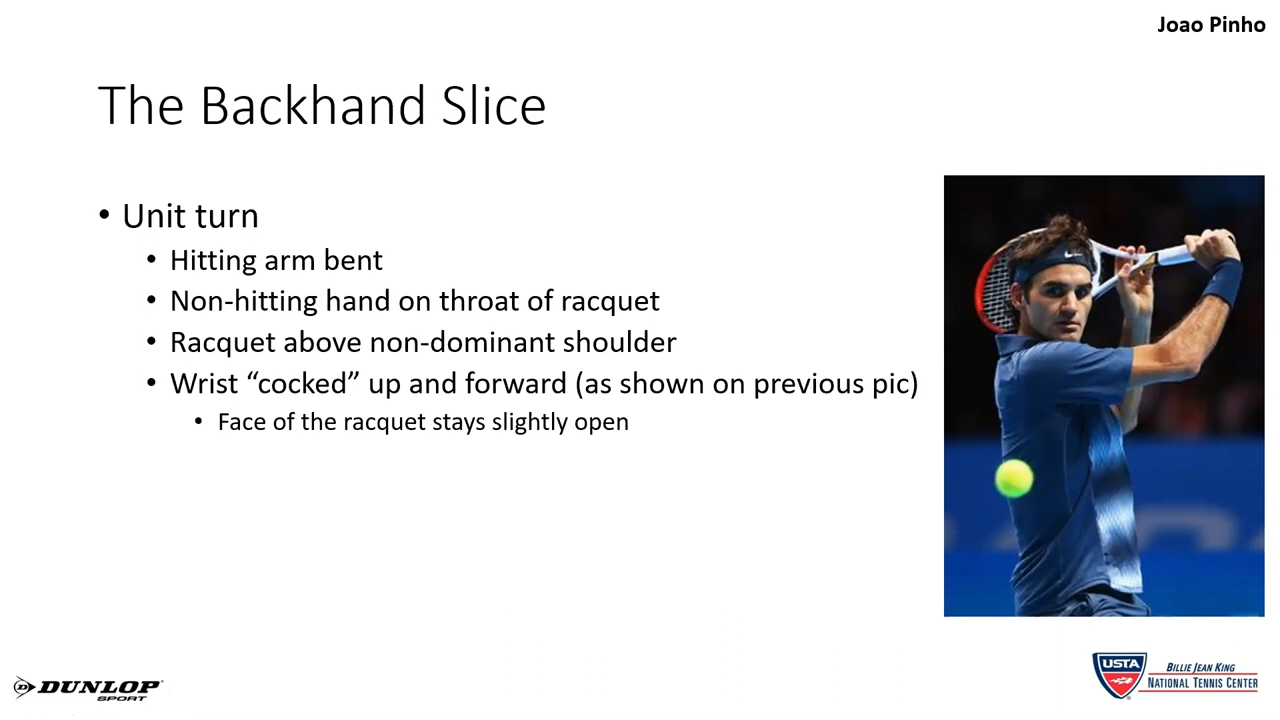 Joao Pinho
The Backhand Slice
• Unit turn
• Hitting arm bent
• Non-hitting hand on throat of racquet
• Racquet above non-dominant shoulder
• Wrist “cocked” up and forward (as shown on previous pic)
• Face of the racquet stays slightly open
DUNLOP
SPORT
USTA
BILLIE JEAN KING
NATIONAL TENNIS CENTER